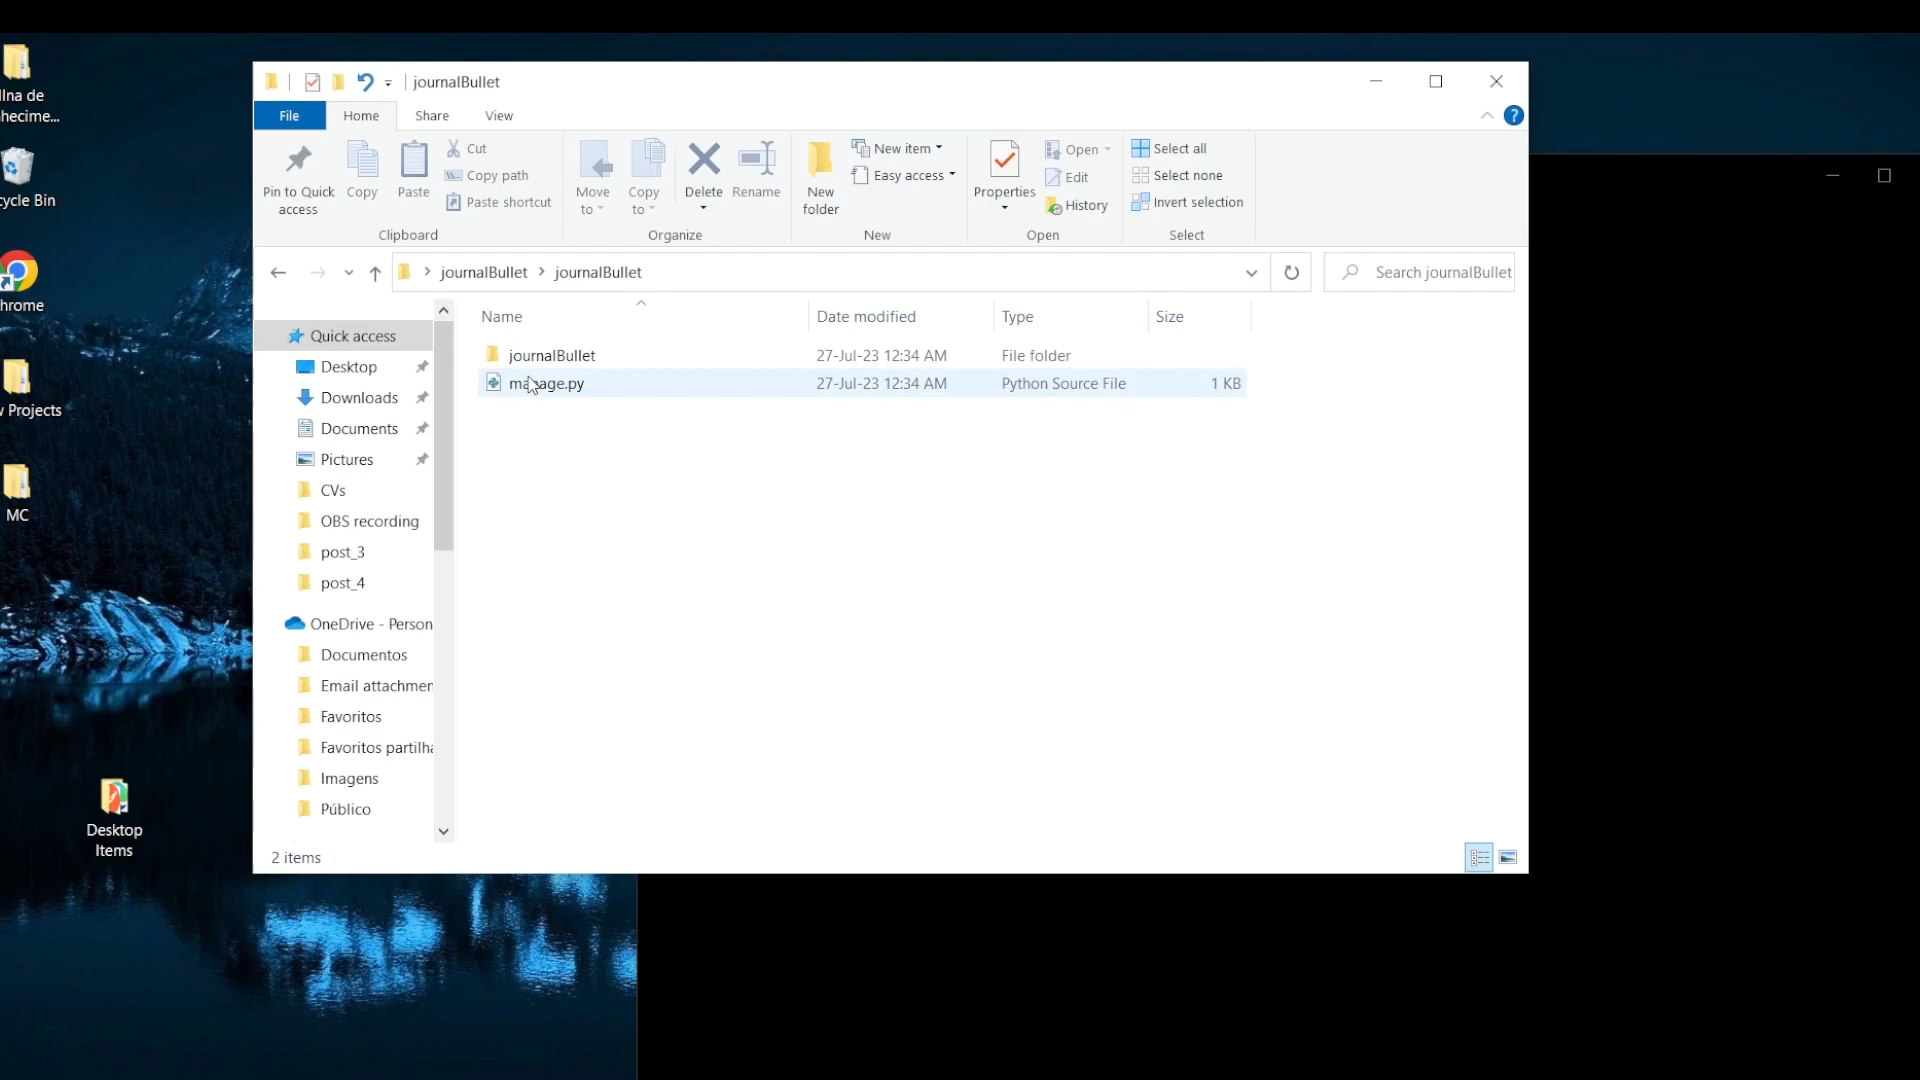 lina de
hecime...
cycle Bin
hrome
w Projects
MC
Desktop
Items
journalBullet
File
Home
Share
View
?
Pin to Quick
access
Copy
Paste
Cut
Copy path
Paste shortcut
Clipboard
Move
to
Copy
to
Delete
Rename
Organize
New
folder
New item
Easy access
New
Properties
Open
Edit
History
Open
Select all
Select none
Invert selection
Select
journalBullet > journalBullet
Search journalBullet
Name
Date modified
Type
Size
journalBullet 27-Jul-23 12:34 AM File folder
manage.py 27-Jul-23 12:34 AM Python Source File 1 KB
Quick access
Desktop
Downloads
Documents
Pictures
CVs
OBS recording
post_3
post_4
OneDrive - Person
Documentos
Email attachmen
Favoritos
Favoritos partilha
Imagens
Público
2 items